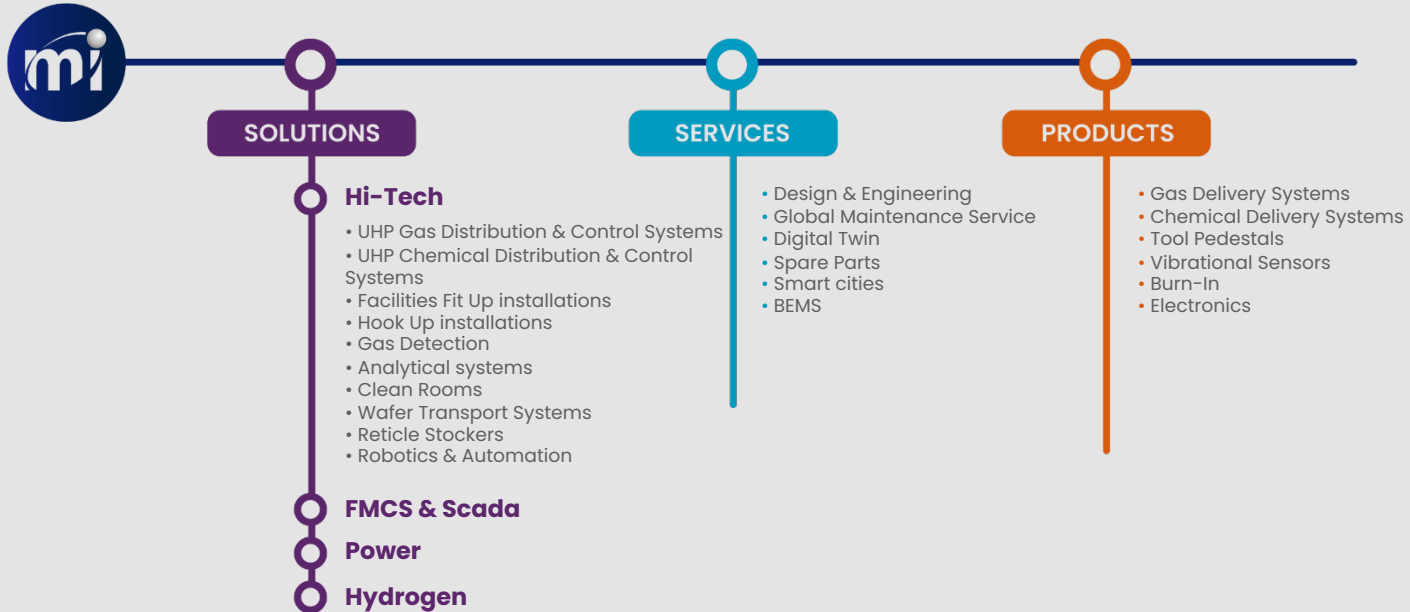 mi
SOLUTIONS
Hi-Tech
• UHP Gas Distribution & Control Systems
• UHP Chemical Distribution & Control
Systems
• Facilities Fit Up installations
• Hook Up installations
• Gas Detection
• Analytical systems
• Clean Rooms
• Wafer Transport Systems
• Reticle Stockers
• Robotics & Automation
FMCS & Scada
Power
Hydrogen
SERVICES
• Design & Engineering
• Global Maintenance Service
• Digital Twin
• Spare Parts
• Smart cities
• BEMS
PRODUCTS
• Gas Delivery Systems
• Chemical Delivery Systems
• Tool Pedestals
• Vibrational Sensors
• Burn-In
• Electronics